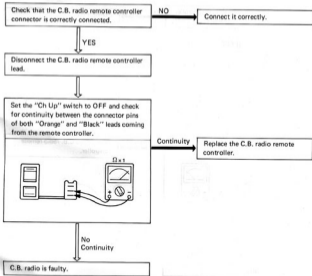 Check that the C.B. radio remote controller
connector is correctly connected.
NO
Connect it correctly.
YES
Disconnect the C.B. radio remote controller
lead.
Set the "Ch Up" switch to OFF and check
for continuity between the connector pins
of both "Orange" and "Black" leads coming
from the remote controller.
Continuity
Replace the C.B. radio remote
controller.
Ω x 1
+
−
No
Continuity
C.B. radio is faulty.